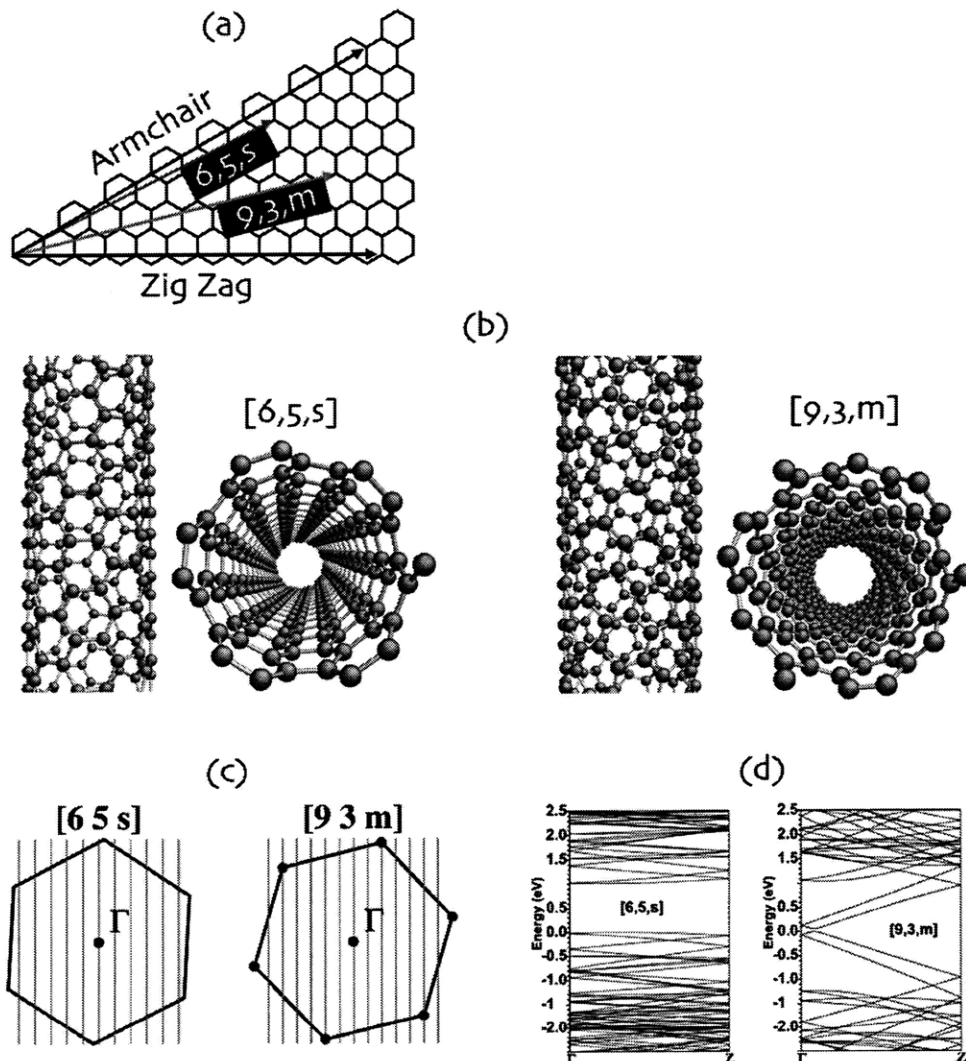 (a)
Armchair
6,5,s
9,3,m
Zig Zag
(b)
[6,5,s]
[9,3,m]
(c)
[6 5 s]
[9 3 m]
Γ
Γ
(d)
2.5
2.0
1.5
0.5
0.0
-0.5
-1.0
-1
-2.0
Energy (eV)
[6,5,s]
Γ
Z
2.5
2.0
1.5
1.0
0.5
0.0
-0.5
-1.0
-1
-2.0
Energy (eV)
[9,3,m]
Γ
Z